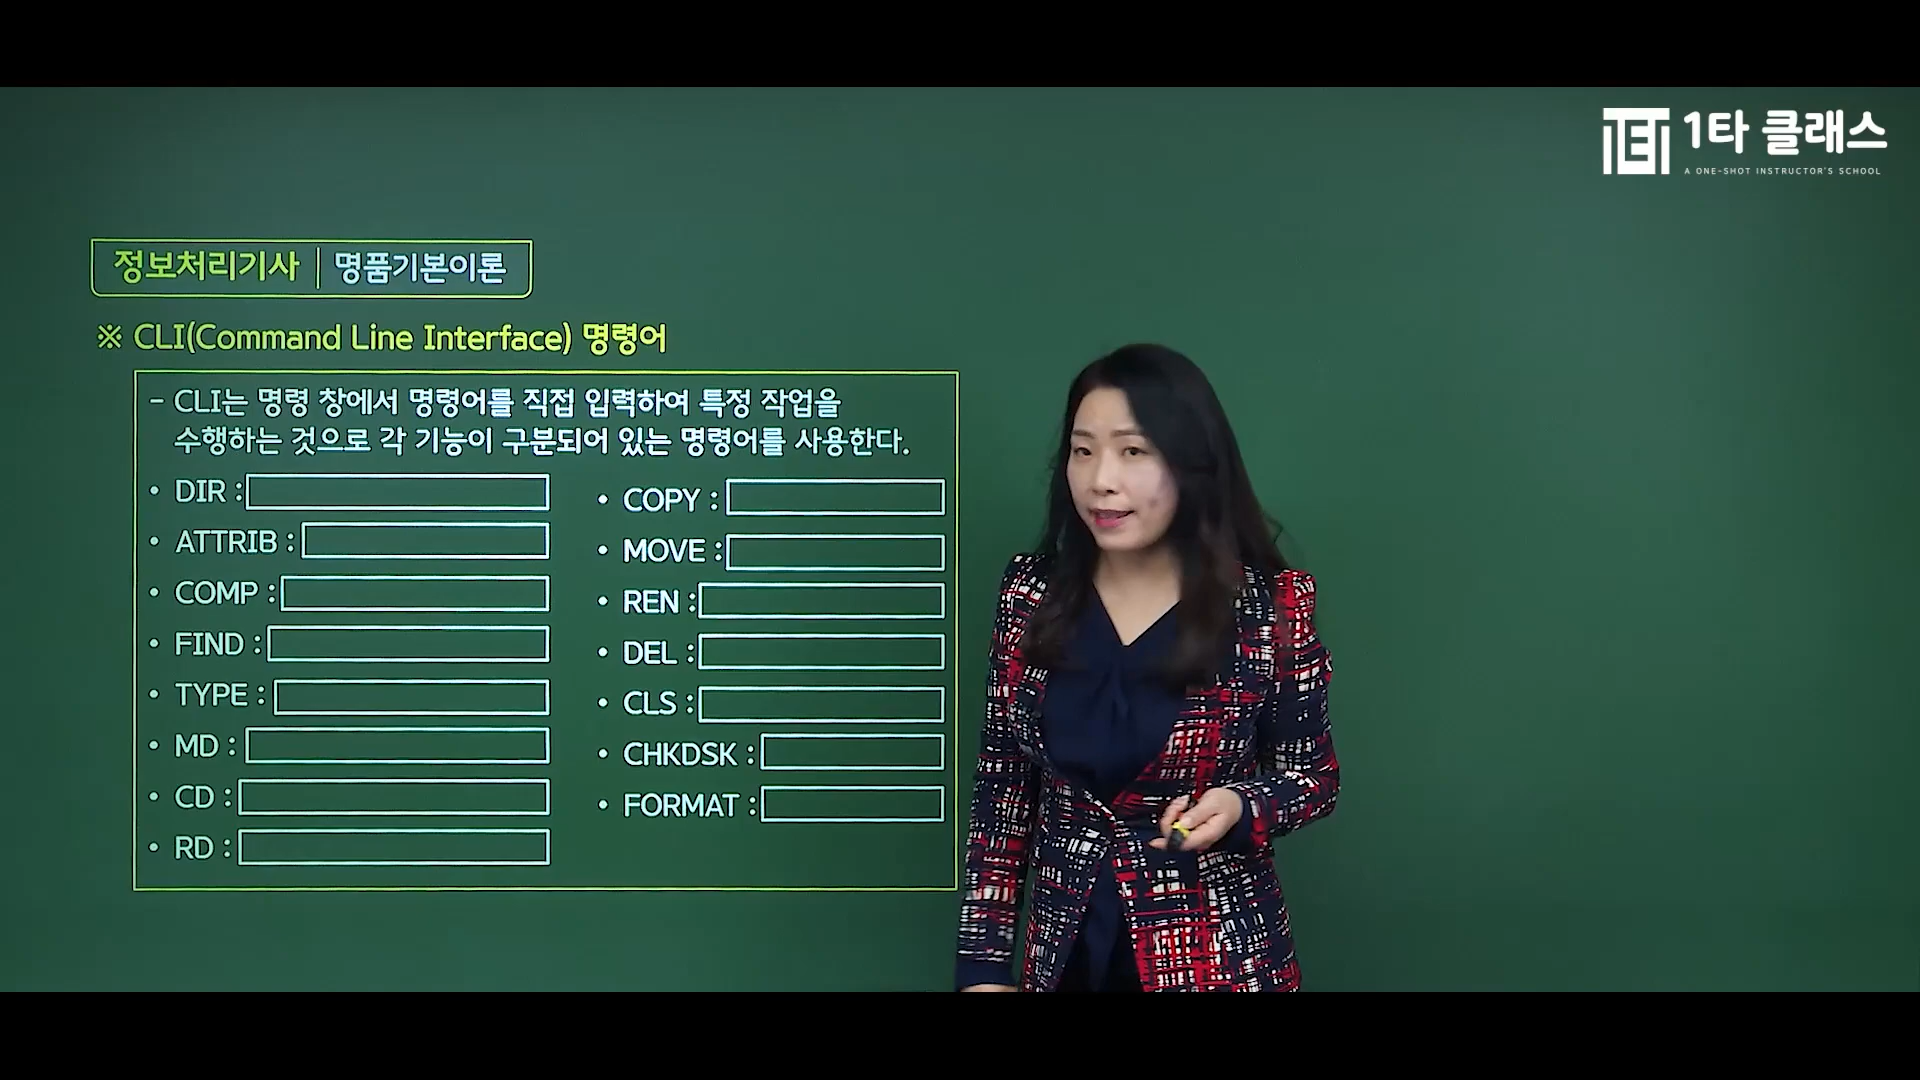 1타 클래스
A ONE-SHOT INSTRUCTOR'S SCHOOL
정보처리기사 | 명품기본이론
※ CLI(Command Line Interface) 명령어
- CLI는 명령 창에서 명령어를 직접 입력하여 특정 작업을
수행하는 것으로 각 기능이 구분되어 있는 명령어를 사용한다.
• DIR :
• ATTRIB :
• COMP :
• FIND :
• TYPE :
• MD :
• CD :
• RD :
• COPY :
• MOVE :
• REN :
• DEL :
• CLS :
• CHKDSK :
• FORMAT :